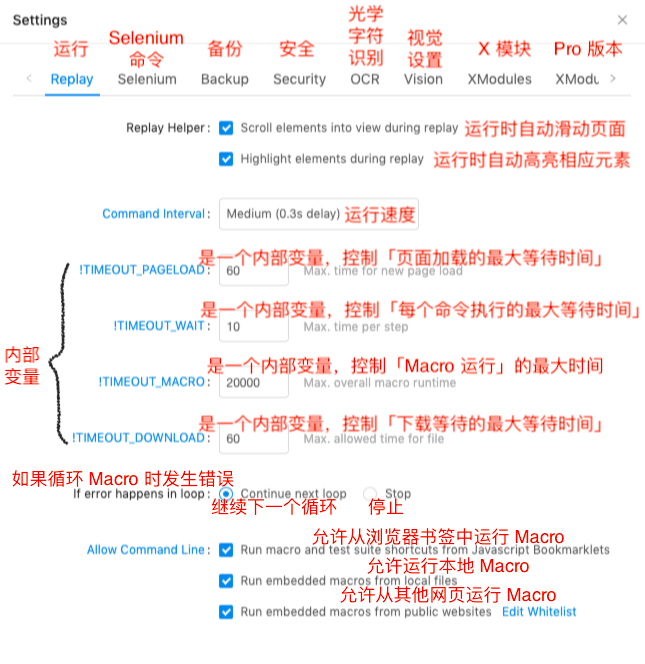 Settings
运行
Selenium
命令
备份
安全
光学
字符
识别
视觉
设置
X 模块
Pro 版本
Replay Selenium Backup Security OCR Vision XModules XModu
Replay Helper: Scroll elements into view during replay 运行时自动滑动页面
Highlight elements during replay 运行时自动高亮相应元素
Command Interval: Medium (0.3s delay) 运行速度
是一个内部变量，控制「页面加载的最大等待时间」
!TIMEOUT_PAGELOAD: 60 Max. time for new page load
是一个内部变量，控制「每个命令执行的最大等待时间」
!TIMEOUT_WAIT: 10 Max. time per step
内部
变量
是一个内部变量，控制「Macro 运行」的最大时间
!TIMEOUT_MACRO: 20000 Max. overall macro runtime
是一个内部变量，控制「下载等待的最大等待时间」
!TIMEOUT_DOWNLOAD: 60 Max. allowed time for file
如果循环 Macro 时发生错误
If error happens in loop: Continue next loop Stop
继续下一个循环 停止
允许从浏览器书签中运行 Macro
Allow Command Line: Run macro and test suite shortcuts from Javascript Bookmarklets
允许运行本地 Macro
Run embedded macros from local files
允许从其他网页运行 Macro
Run embedded macros from public websites Edit Whitelist